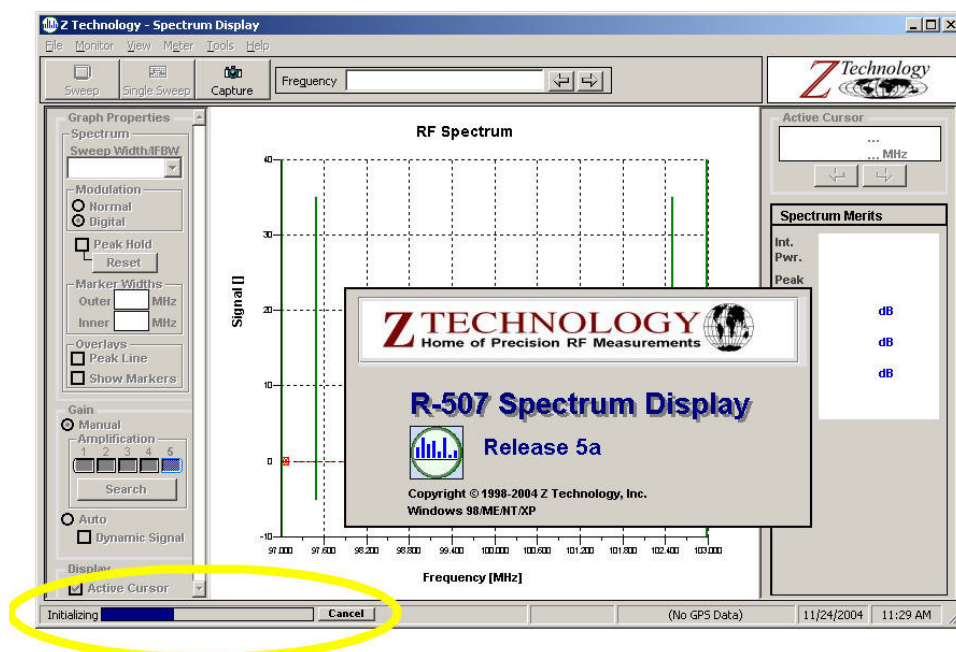 Z Technology - Spectrum Display
File Monitor View Meter Tools Help
Sweep
Single Sweep
Capture
Frequency
Z Technology
Graph Properties
Spectrum
Sweep Width/IFBW
Modulation
Normal
Digital
Peak Hold
Reset
Marker Widths
Outer MHz
Inner MHz
Overlays
Peak Line
Show Markers
Gain
Manual
Amplification
1 2 3 4 5
Search
Auto
Dynamic Signal
Display
Active Cursor
RF Spectrum
Signal []
40
30
20
10
0
-10
97.000 97.600 98.200 98.800 99.400 100.000 100.600 101.200 101.800 102.400 103.000
Frequency [MHz]
Z TECHNOLOGY
Home of Precision RF Measurements
R-507 Spectrum Display
Release 5a
Copyright © 1998-2004 Z Technology, Inc.
Windows 98/ME/NT/XP
Active Cursor
...
... MHz
Spectrum Merits
Int.
Pwr.
Peak
dB
dB
dB
Initializing
Cancel
(No GPS Data)
11/24/2004
11:29 AM